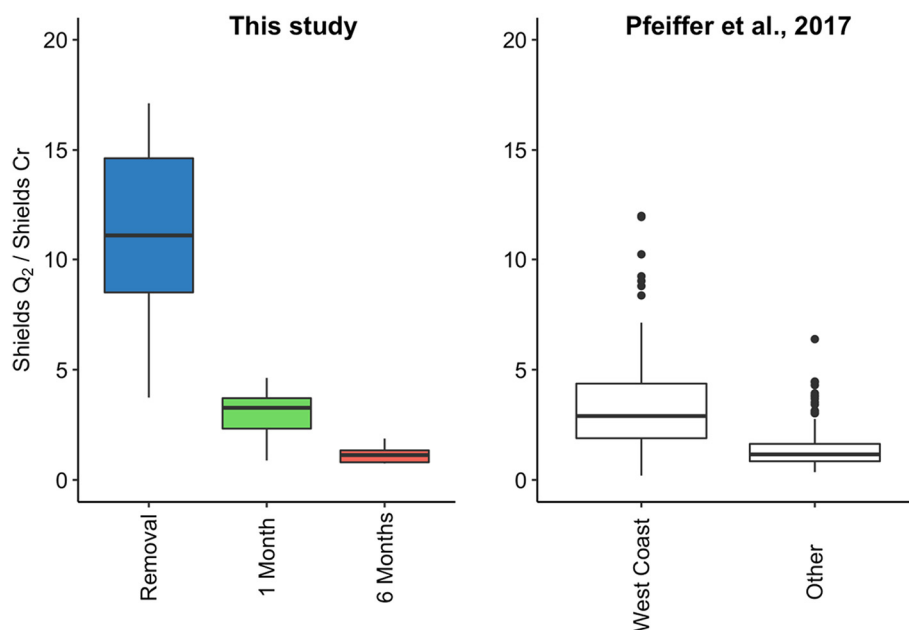 This study
Pfeiffer et al., 2017
Shields Q₂ / Shields Cr
20
15
10
5
0
20
15
10
5
0
Removal
1 Month
6 Months
West Coast
Other